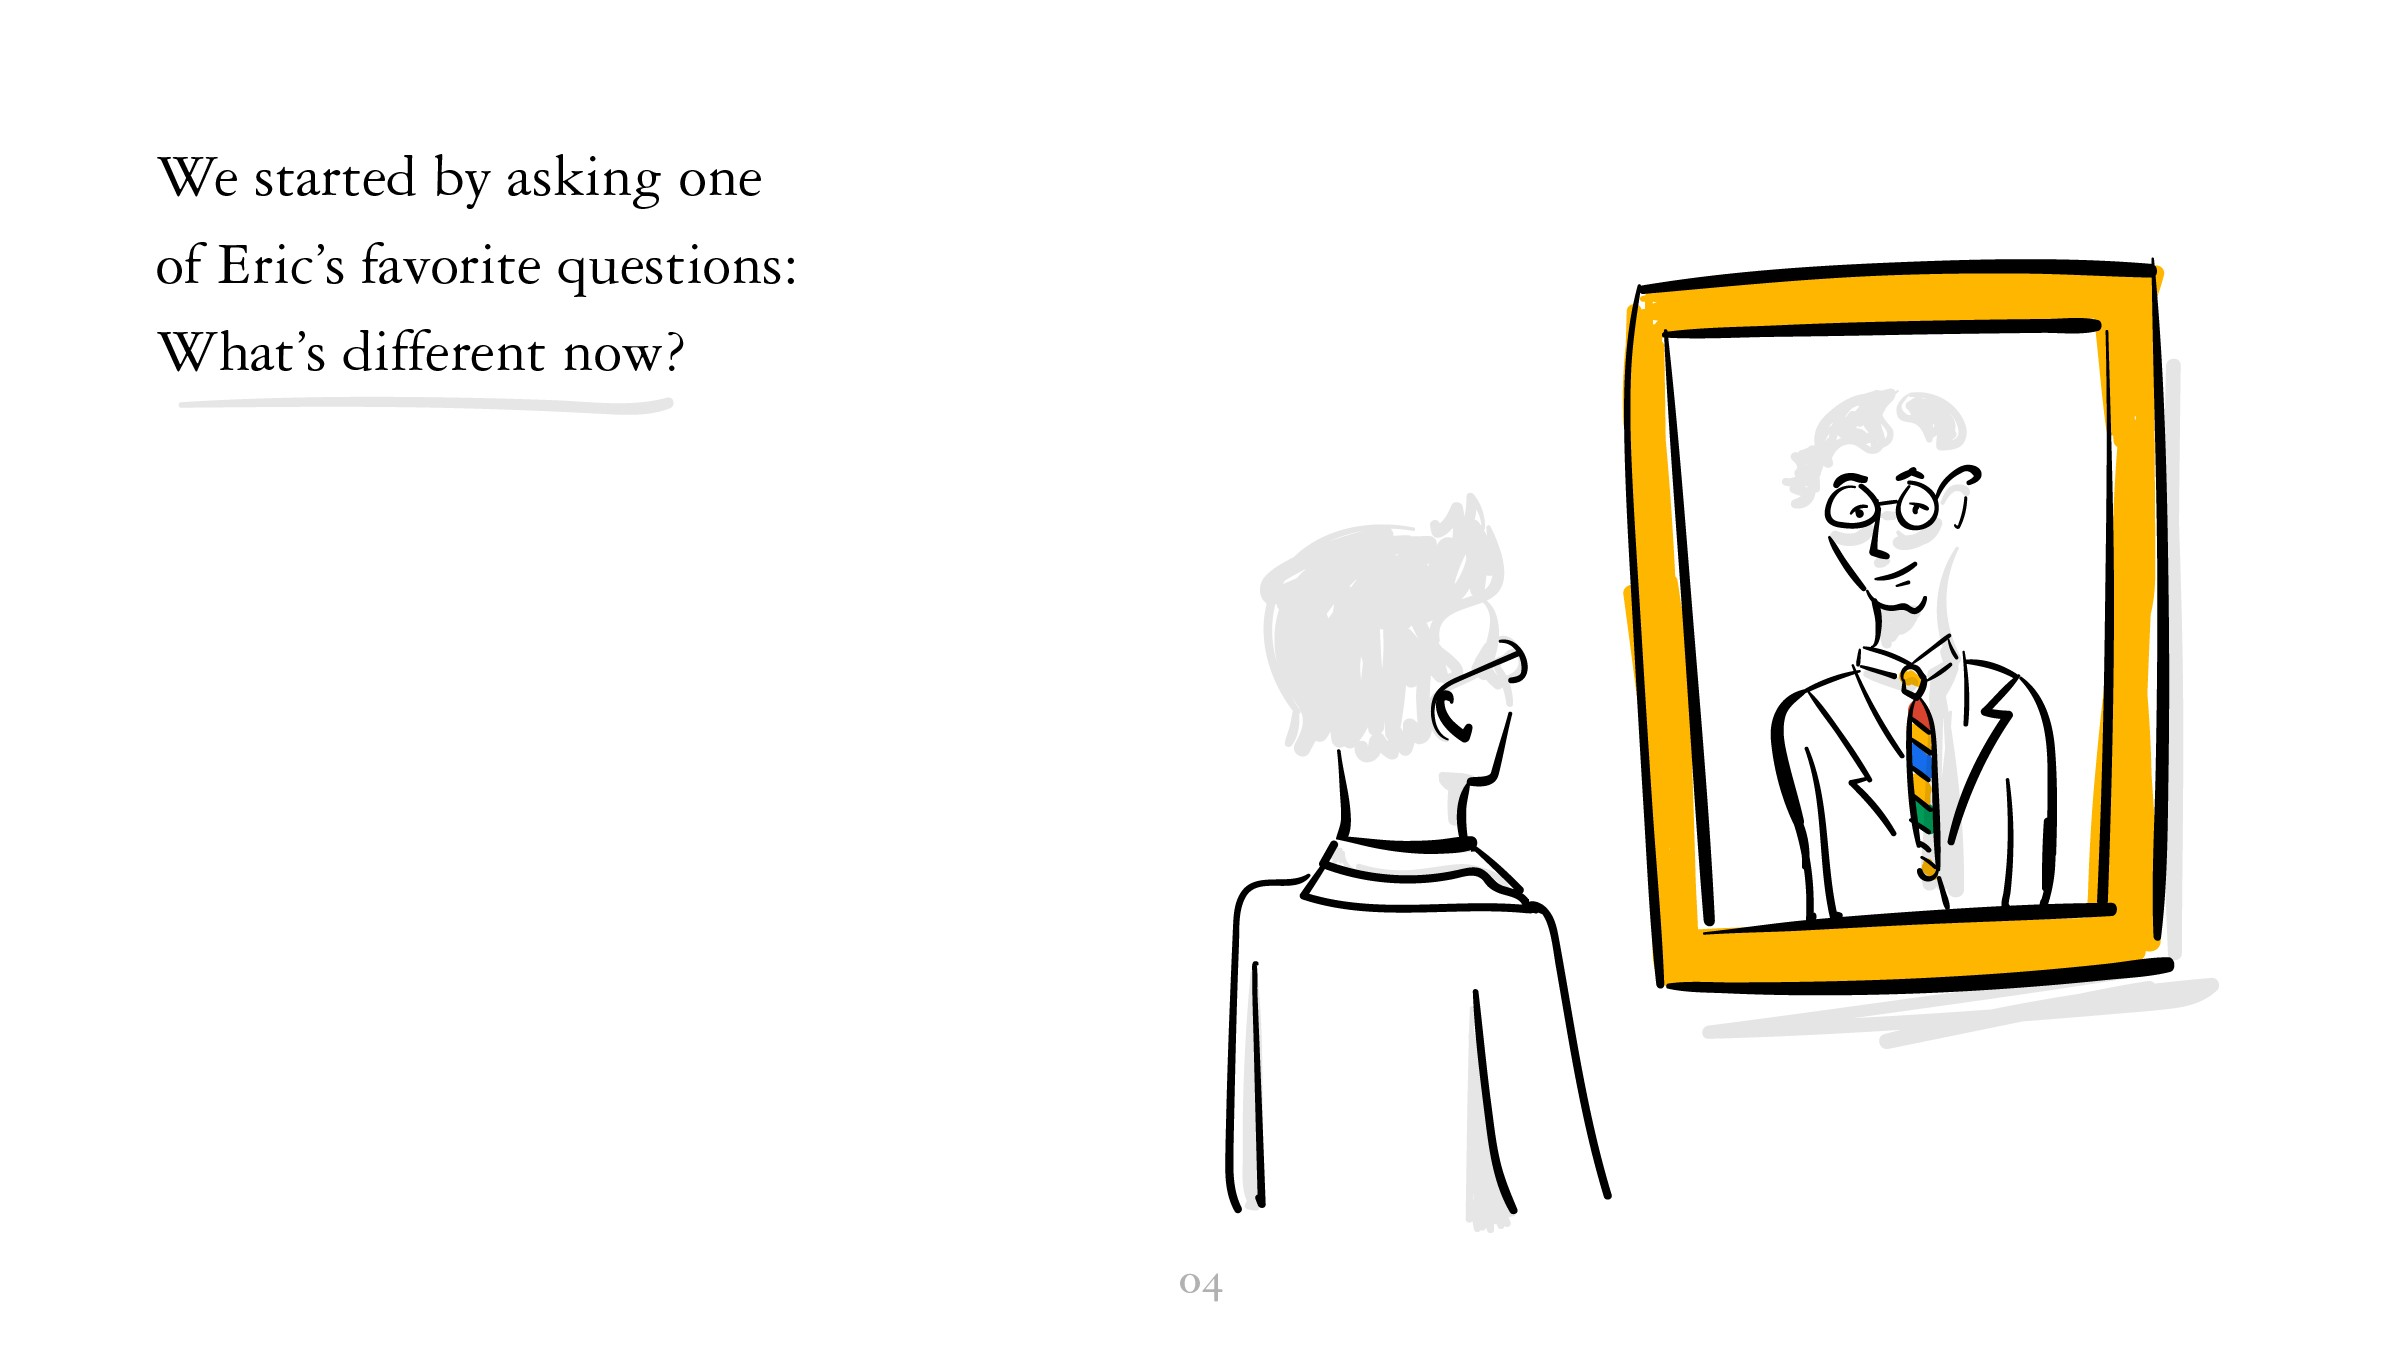 We started by asking one
of Eric’s favorite questions:
What’s different now?
04